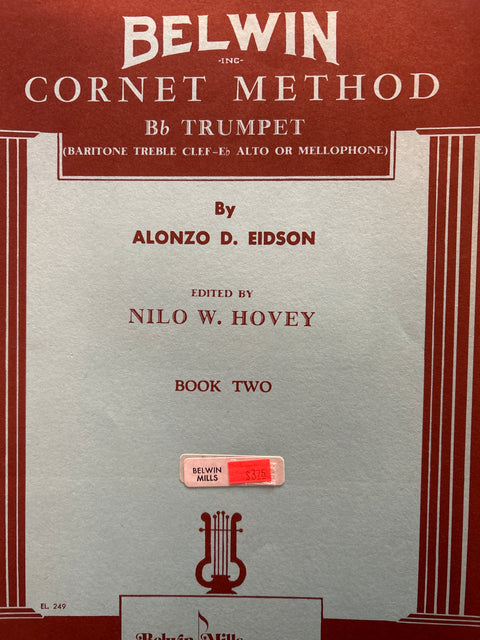 BELWIN
-INC-
CORNET METHOD
Bb TRUMPET
(BARITONE TREBLE CLEF–Eb ALTO OR MELLOPHONE)
By
ALONZO D. EIDSON
EDITED BY
NILO W. HOVEY
BOOK TWO
BELWIN
MILLS
$3.75
EL. 249
Belwin Mills